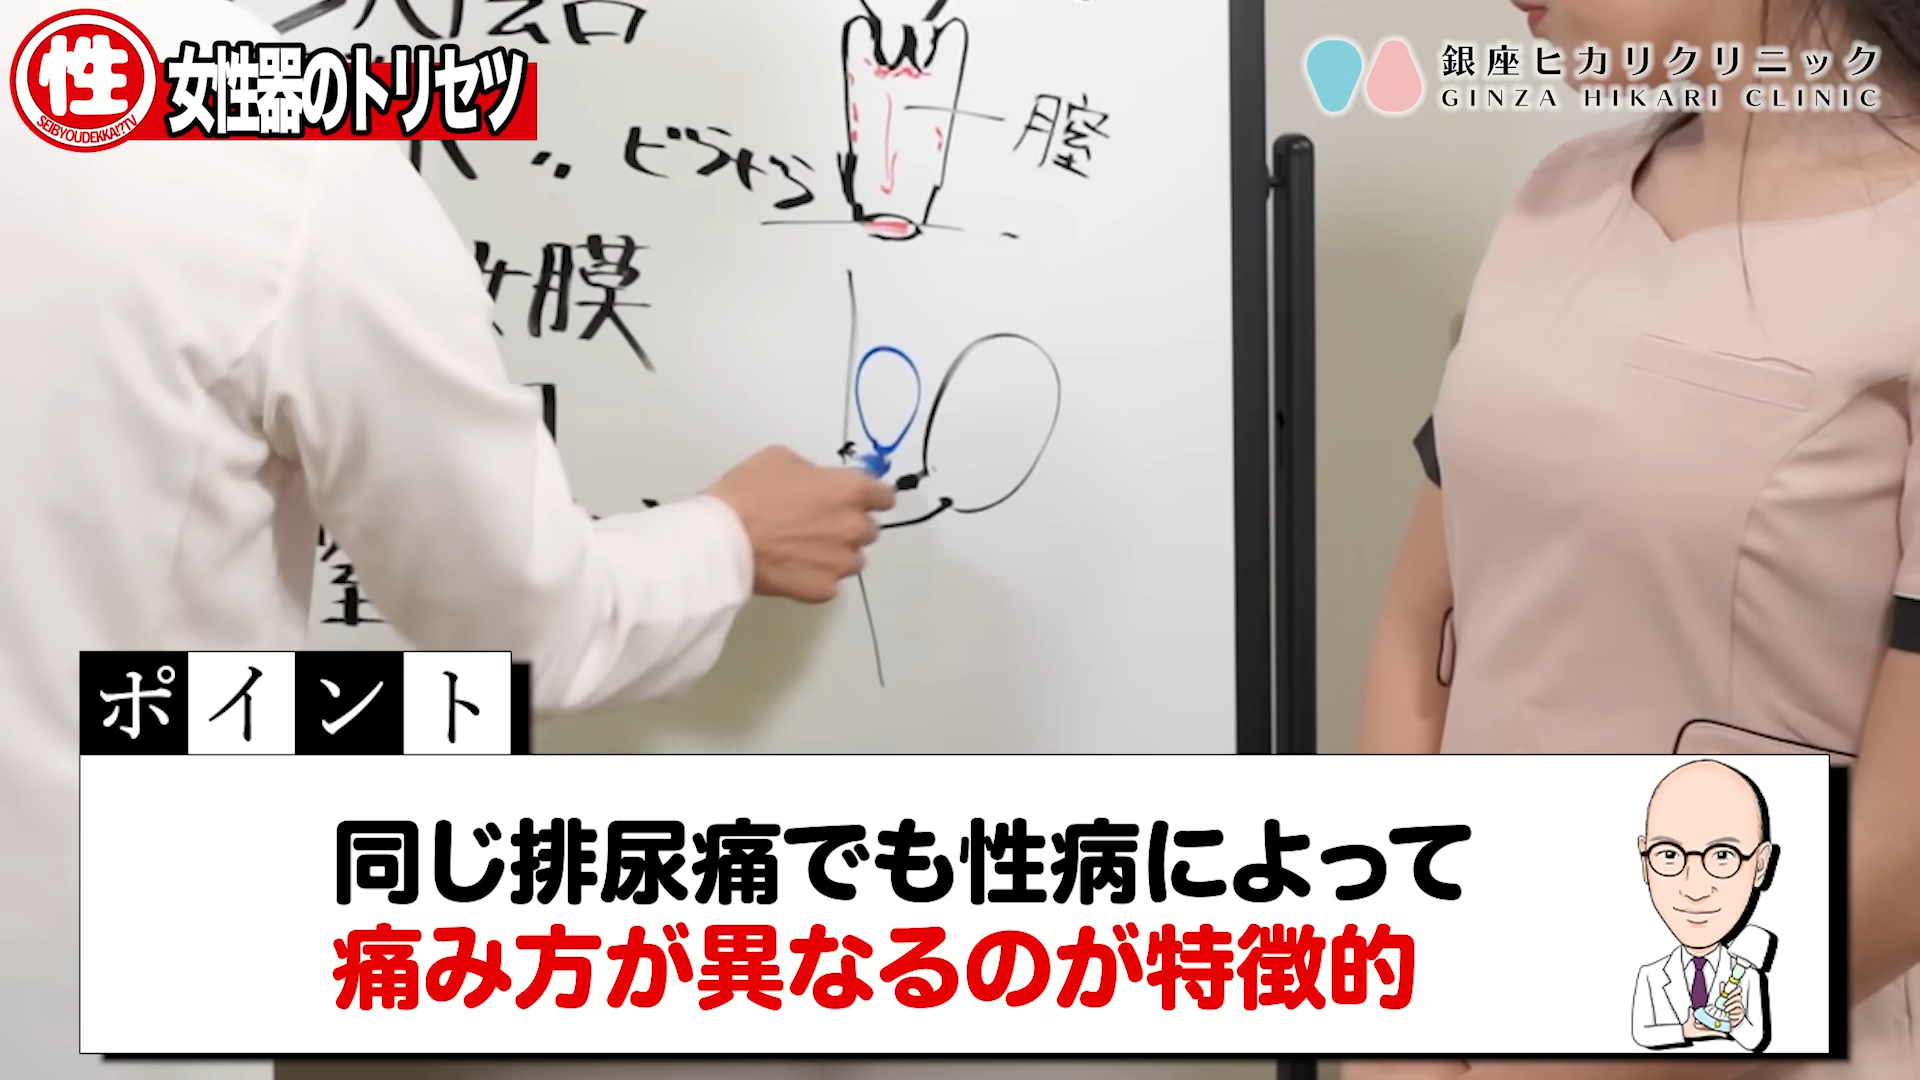 性
SEIBYOUDEKKA!?TV
女性器のトリセツ
銀座ヒカリクリニック
GINZA HIKARI CLINIC
膣
ビラれら
膜
ポイント
同じ排尿痛でも性病によって
痛み方が異なるのが特徴的